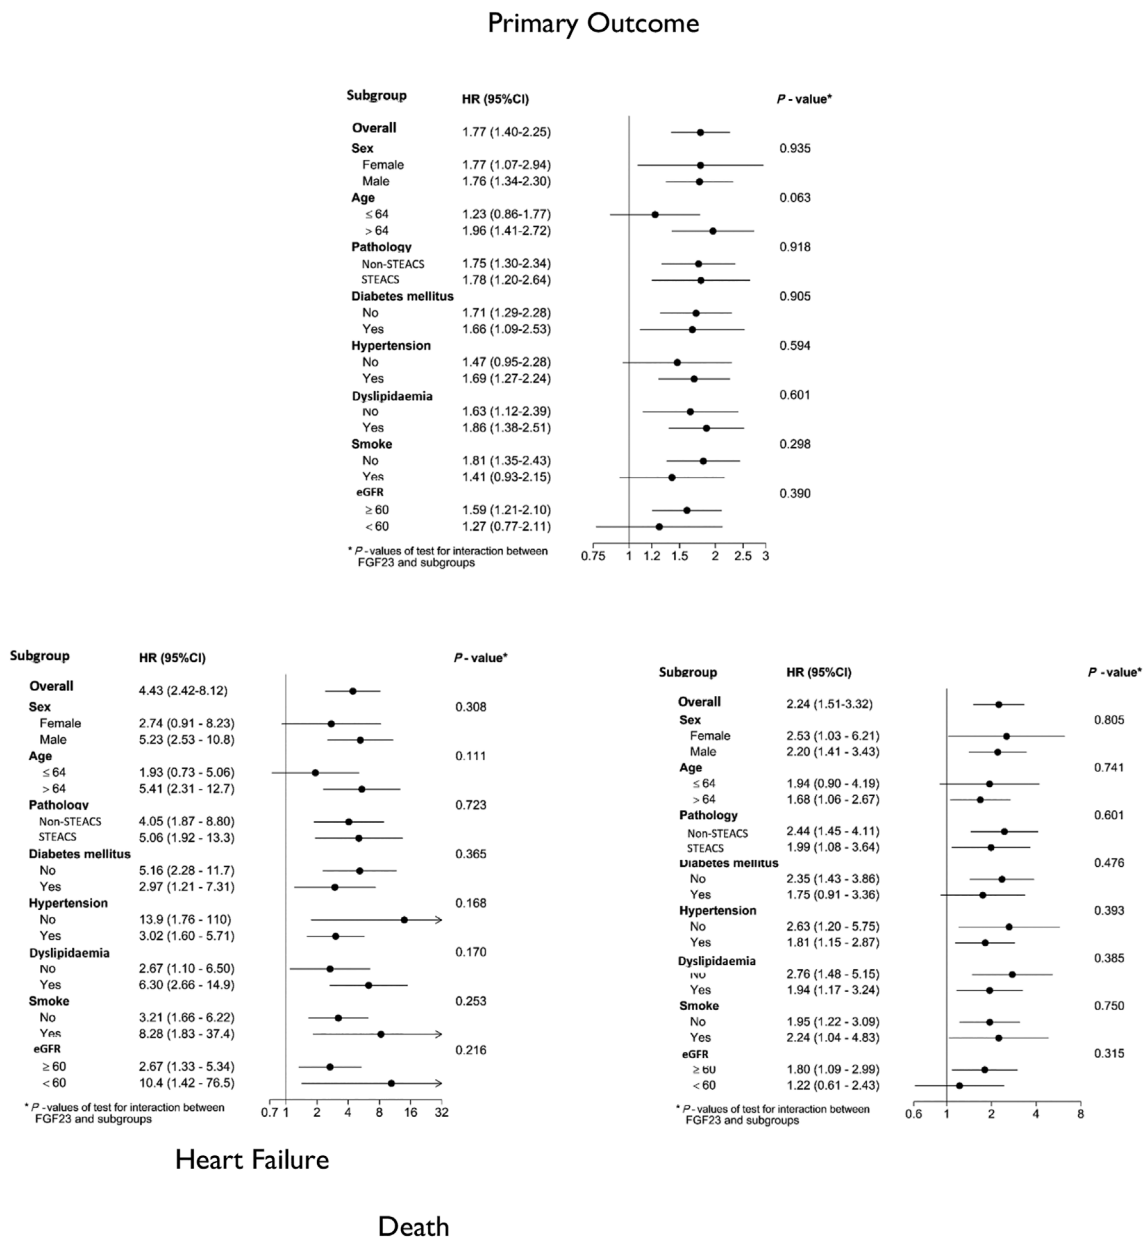 Primary Outcome
Subgroup HR (95%CI) P - value*
Overall 1.77 (1.40-2.25)
Sex 0.935
Female 1.77 (1.07-2.94)
Male 1.76 (1.34-2.30)
Age 0.063
≤ 64 1.23 (0.86-1.77)
> 64 1.96 (1.41-2.72)
Pathology 0.918
Non-STEACS 1.75 (1.30-2.34)
STEACS 1.78 (1.20-2.64)
Diabetes mellitus 0.905
No 1.71 (1.29-2.28)
Yes 1.66 (1.09-2.53)
Hypertension 0.594
No 1.47 (0.95-2.28)
Yes 1.69 (1.27-2.24)
Dyslipidaemia 0.601
No 1.63 (1.12-2.39)
Yes 1.86 (1.38-2.51)
Smoke 0.298
No 1.81 (1.35-2.43)
Yes 1.41 (0.93-2.15)
eGFR 0.390
≥ 60 1.59 (1.21-2.10)
< 60 1.27 (0.77-2.11)
* P - values of test for interaction between
FGF23 and subgroups
0.75 1 1.2 1.5 2 2.5 3
Subgroup HR (95%CI) P - value*
Overall 4.43 (2.42-8.12)
Sex 0.308
Female 2.74 (0.91 - 8.23)
Male 5.23 (2.53 - 10.8)
Age 0.111
≤ 64 1.93 (0.73 - 5.06)
> 64 5.41 (2.31 - 12.7)
Pathology 0.723
Non-STEACS 4.05 (1.87 - 8.80)
STEACS 5.06 (1.92 - 13.3)
Diabetes mellitus 0.365
No 5.16 (2.28 - 11.7)
Yes 2.97 (1.21 - 7.31)
Hypertension 0.168
No 13.9 (1.76 - 110)
Yes 3.02 (1.60 - 5.71)
Dyslipidaemia 0.170
No 2.67 (1.10 - 6.50)
Yes 6.30 (2.66 - 14.9)
Smoke 0.253
No 3.21 (1.66 - 6.22)
Yes 8.28 (1.83 - 37.4)
eGFR 0.216
≥ 60 2.67 (1.33 - 5.34)
< 60 10.4 (1.42 - 76.5)
* P - values of test for interaction between
FGF23 and subgroups
0.7 1 2 4 8 16 32
Heart Failure
Subgroup HR (95%CI) P - value*
Overall 2.24 (1.51-3.32)
Sex 0.805
Female 2.53 (1.03 - 6.21)
Male 2.20 (1.41 - 3.43)
Age 0.741
≤ 64 1.94 (0.90 - 4.19)
> 64 1.68 (1.06 - 2.67)
Pathology 0.601
Non-STEACS 2.44 (1.45 - 4.11)
STEACS 1.99 (1.08 - 3.64)
Diabetes mellitus 0.476
No 2.35 (1.43 - 3.86)
Yes 1.75 (0.91 - 3.36)
Hypertension 0.393
No 2.63 (1.20 - 5.75)
Yes 1.81 (1.15 - 2.87)
Dyslipidaemia 0.385
No 2.76 (1.48 - 5.15)
Yes 1.94 (1.17 - 3.24)
Smoke 0.750
No 1.95 (1.22 - 3.09)
Yes 2.24 (1.04 - 4.83)
eGFR 0.315
≥ 60 1.80 (1.09 - 2.99)
< 60 1.22 (0.61 - 2.43)
* P - values of test for interaction between
FGF23 and subgroups
0.6 1 2 4 8
Death